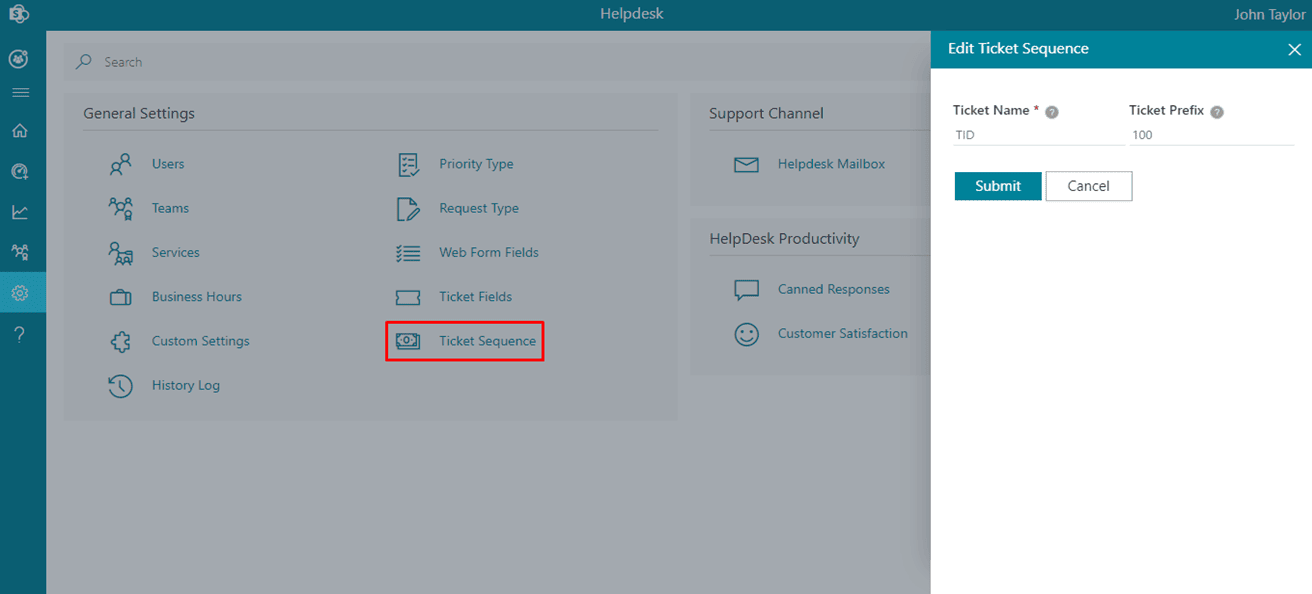 Helpdesk
John Taylor
Search
General Settings
Users
Teams
Services
Business Hours
Custom Settings
History Log
Priority Type
Request Type
Web Form Fields
Ticket Fields
Ticket Sequence
Support Channel
Helpdesk Mailbox
HelpDesk Productivity
Canned Responses
Customer Satisfaction
Edit Ticket Sequence
Ticket Name * ?
TID
Ticket Prefix ?
100
Submit
Cancel